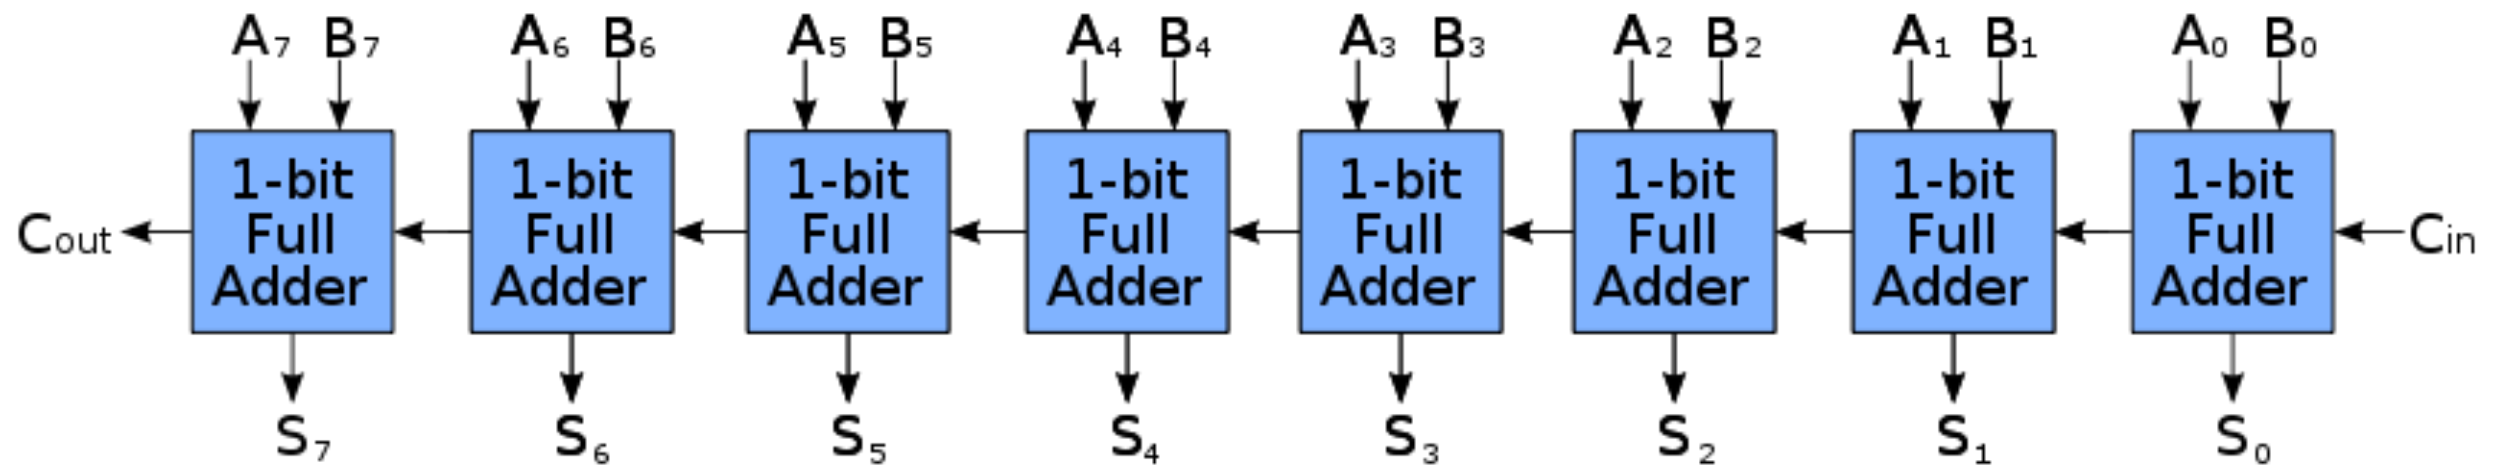 A7 B7 A6 B6 A5 B5 A4 B4 A3 B3 A2 B2 A1 B1 A0 B0
1-bit 1-bit 1-bit 1-bit 1-bit 1-bit 1-bit 1-bit
Cout Full Full Full Full Full Full Full Full Cin
Adder Adder Adder Adder Adder Adder Adder Adder
S7 S6 S5 S4 S3 S2 S1 S0